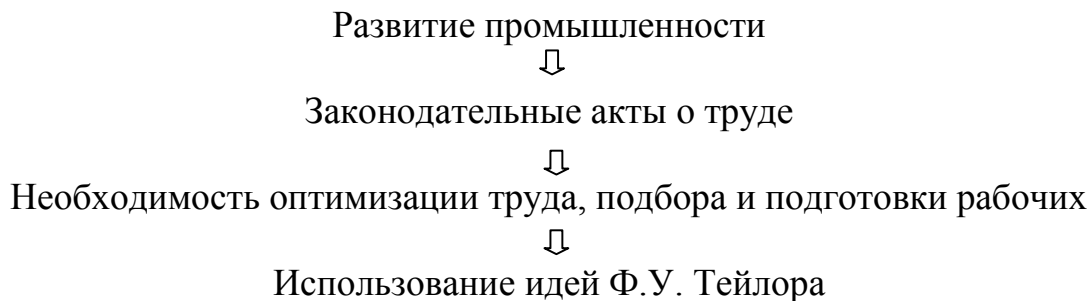 Развитие промышленности
Законодательные акты о труде
Необходимость оптимизации труда, подбора и подготовки рабочих
Использование идей Ф.У. Тейлора